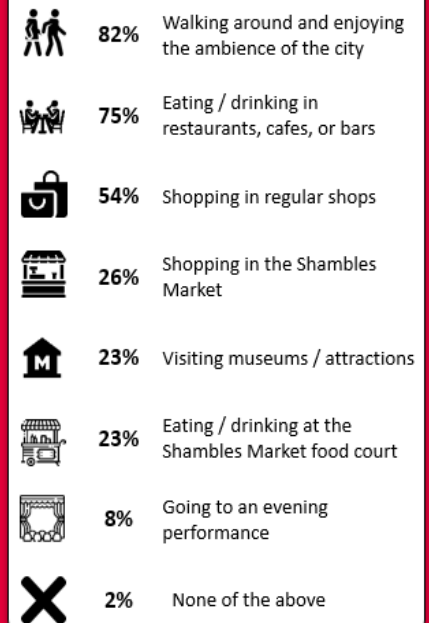 82% Walking around and enjoying
the ambience of the city
75% Eating / drinking in
restaurants, cafes, or bars
54% Shopping in regular shops
26% Shopping in the Shambles
Market
M
23% Visiting museums / attractions
23% Eating / drinking at the
Shambles Market food court
8% Going to an evening
performance
2% None of the above